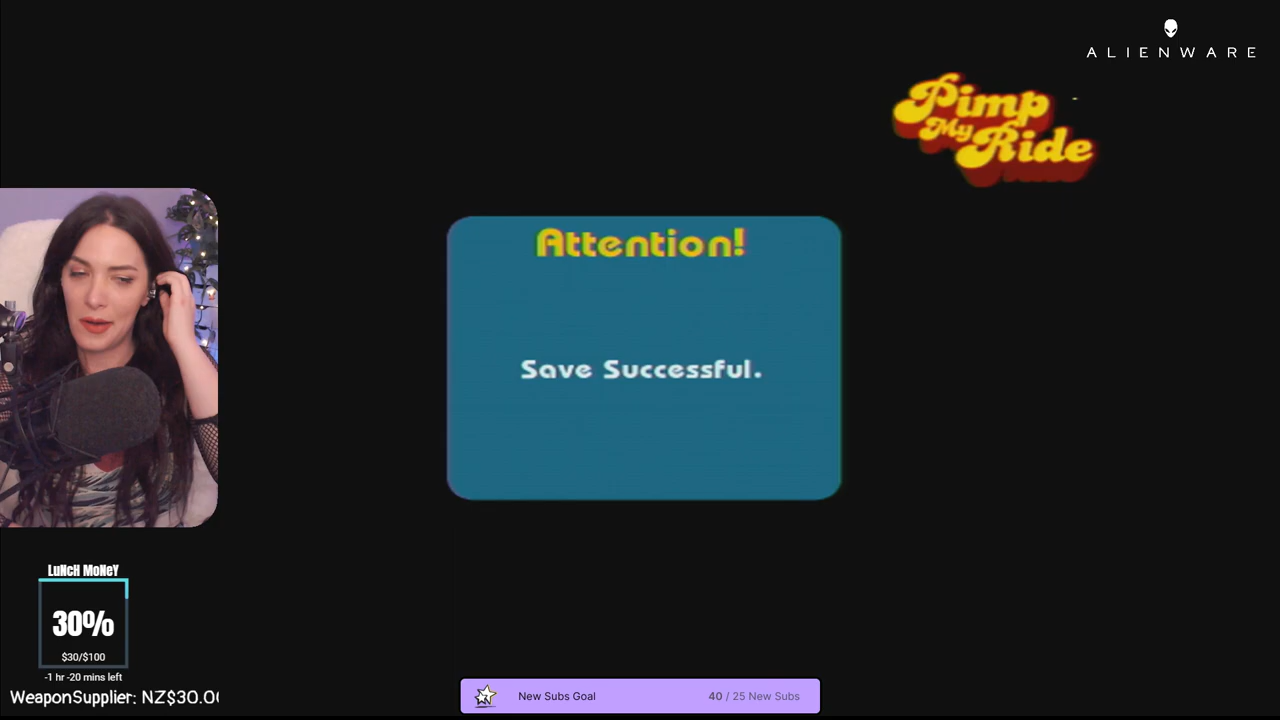 ALIENWARE
Pimp
My
Ride
Attention!
Save Successful.
LuNcH MoNeY
30%
$30/$100
-1 hr -20 mins left
WeaponSupplier: NZ$30.0
New Subs Goal
40 / 25 New Subs